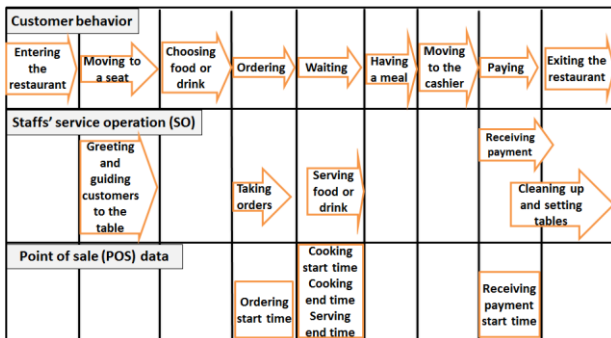 Customer behavior
Entering
the
restaurant
Moving to
a seat
Choosing
food or
drink
Ordering
Waiting
Having
a meal
Moving
to the
cashier
Paying
Exiting the
restaurant
Staffs' service operation (SO)
Greeting
and
guiding
customers
to the
table
Taking
orders
Serving
food or
drink
Receiving
payment
Cleaning up
and setting
tables
Point of sale (POS) data
Ordering
start time
Cooking
start time
Cooking
end time
Serving
end time
Receiving
payment
start time